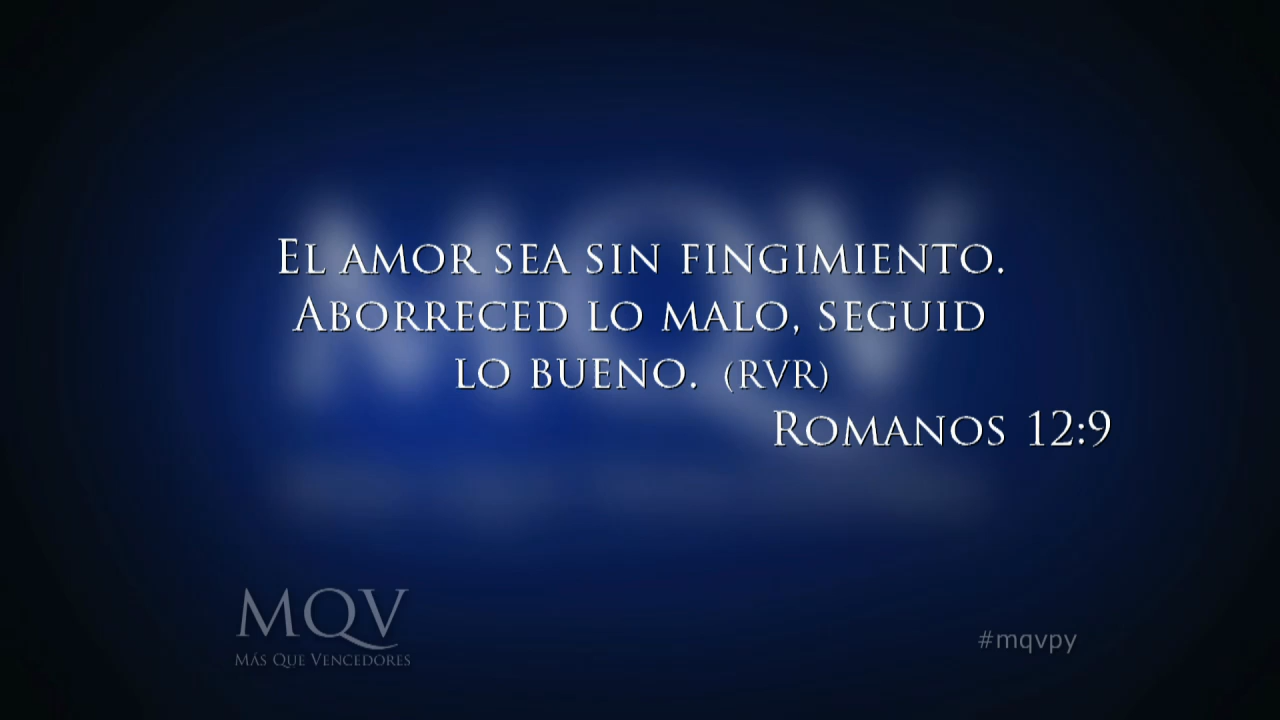 El amor sea sin fingimiento.
Aborreced lo malo, seguid
lo bueno. (RVR)
Romanos 12:9
MQV
Más Que Vencedores
#mqvpy